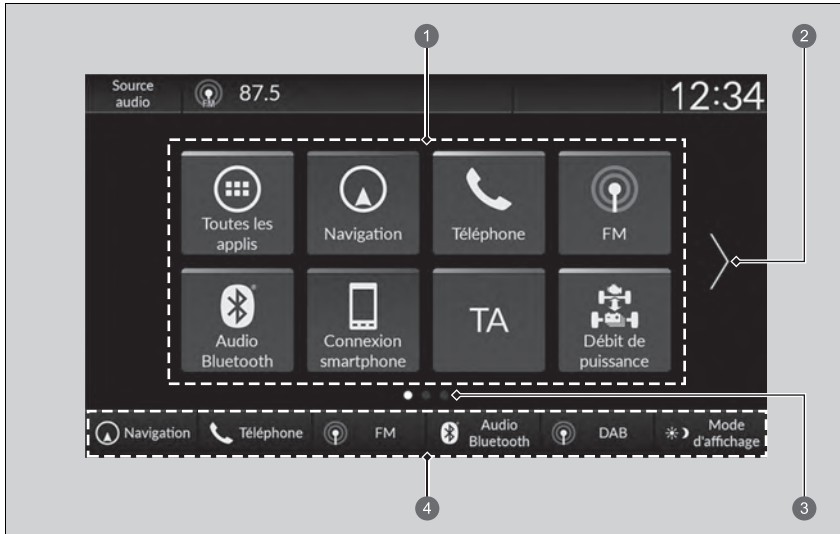 1
2
Source
audio
FM
87.5
12:34
Toutes les
applis
Navigation
Téléphone
FM
Audio
Bluetooth
Connexion
smartphone
TA
Débit de
puissance
Navigation
Téléphone
FM
Audio
Bluetooth
DAB
Mode
d'affichage
4
3